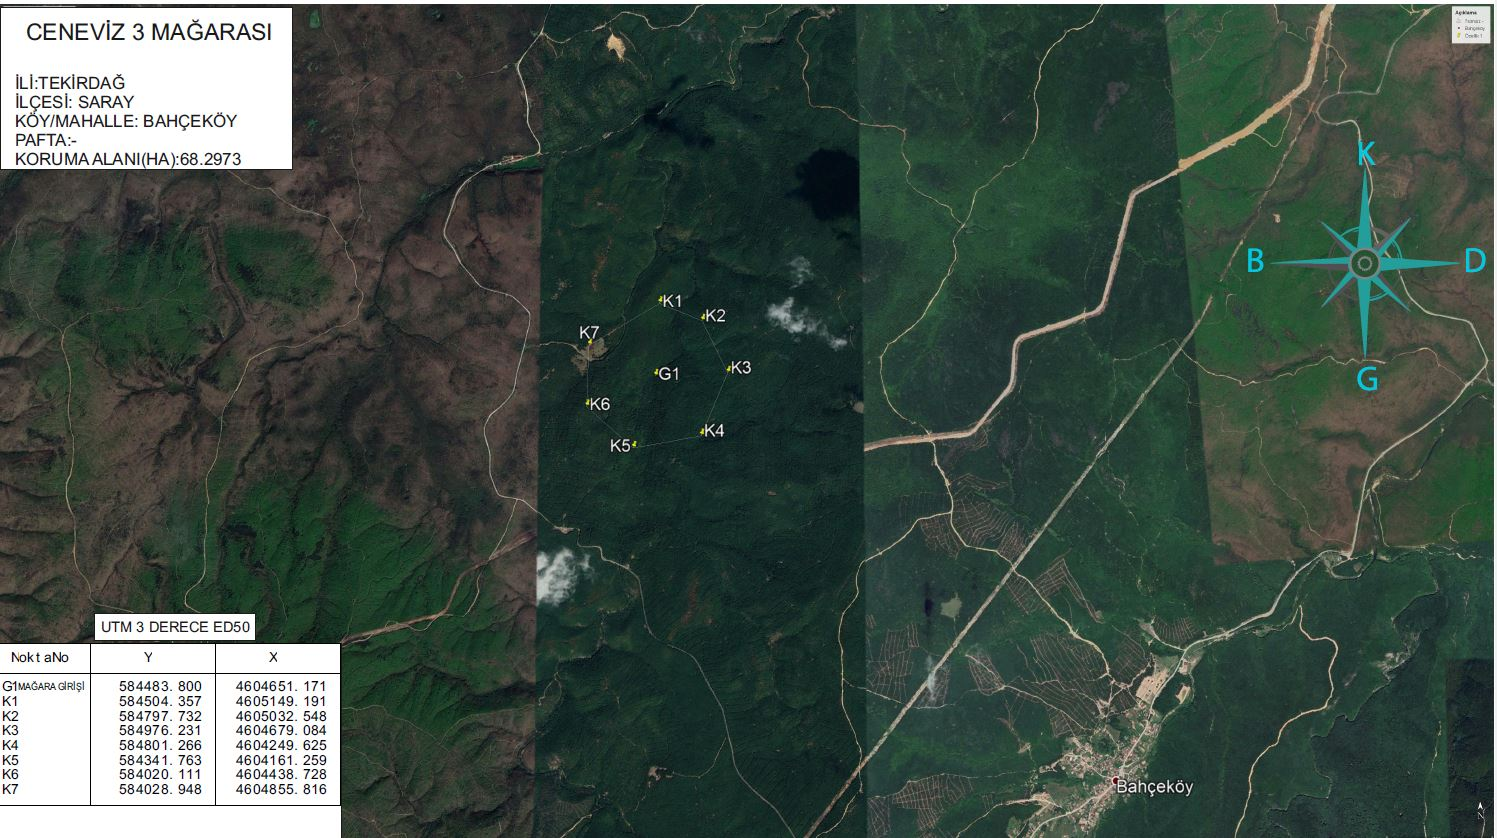 CENEVİZ 3 MAĞARASI
İLİ:TEKİRDAĞ
İLÇESİ: SARAY
KÖY/MAHALLE: BAHÇEKÖY
PAFTA:-
KORUMA ALANI(HA):68.2973
Açıklama
Bahçeköy
K
B
D
G
K1
K2
K7
K3
G1
K6
K4
K5
UTM 3 DERECE ED50
Nokt aNo Y X
G1MAĞARA GİRİŞİ 584483. 800 4604651. 171
K1 584504. 357 4605149. 191
K2 584797. 732 4605032. 548
K3 584976. 231 4604679. 084
K4 584801. 266 4604249. 625
K5 584341. 763 4604161. 259
K6 584020. 111 4604438. 728
K7 584028. 948 4604855. 816
Bahçeköy
N